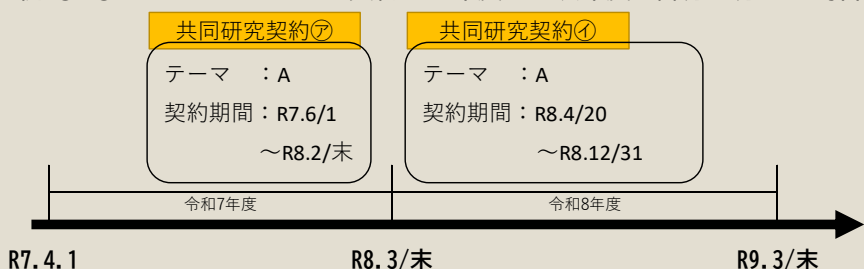 共同研究契約㋐ 共同研究契約㋑
テーマ ：A
契約期間：R7.6/1
～R8.2/末
テーマ ：A
契約期間：R8.4/20
～R8.12/31
令和7年度 令和8年度
R7.4.1 R8.3/末 R9.3/末